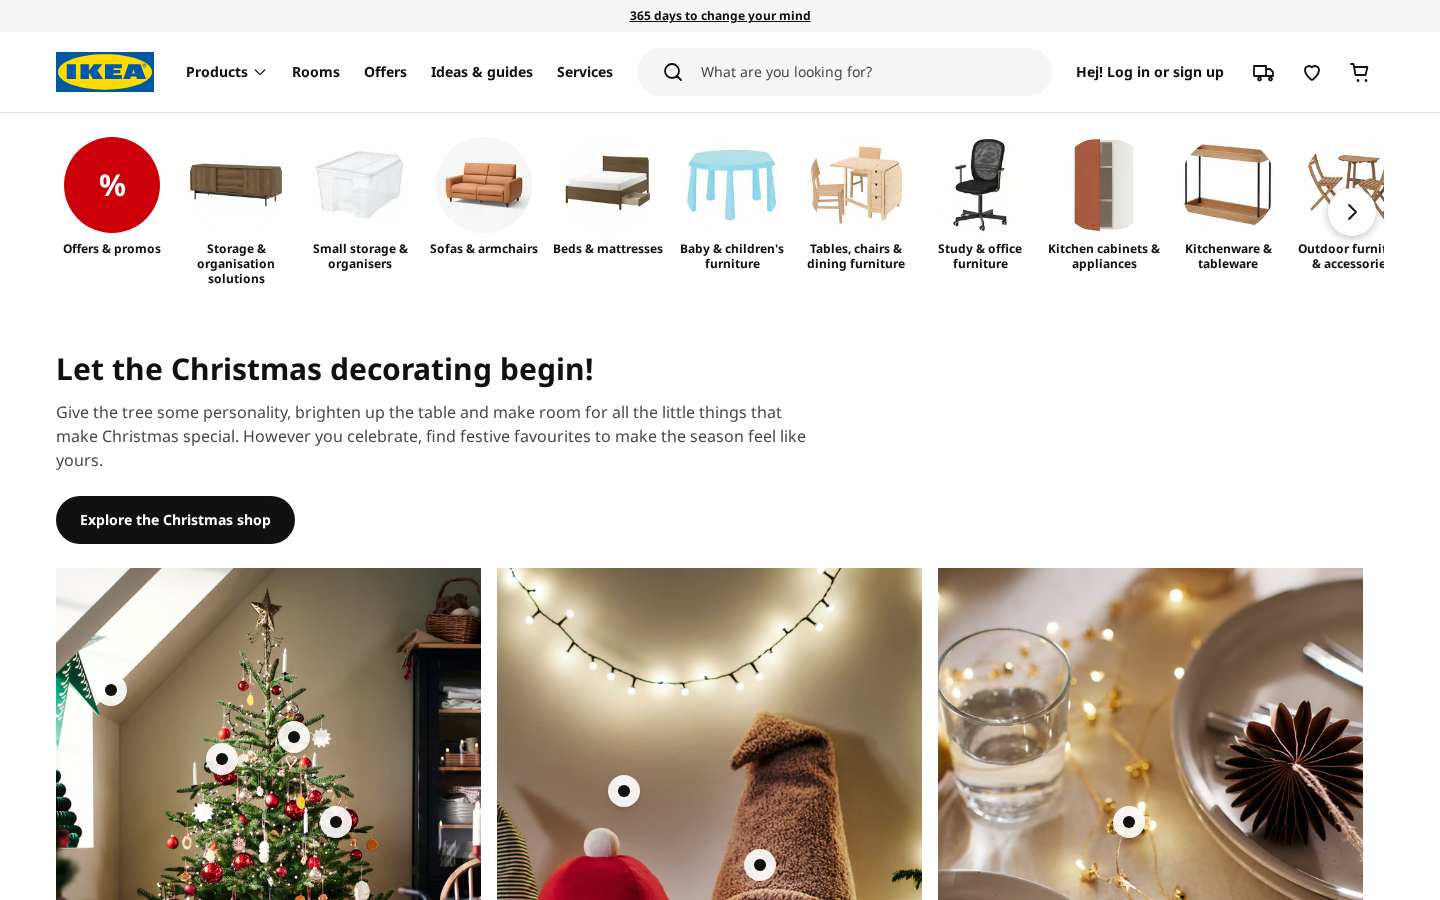 365 days to change your mind
IKEA
Products
Rooms
Offers
Ideas & guides
Services
What are you looking for?
Hej! Log in or sign up
%
Offers & promos
Storage &
organisation
solutions
Small storage &
organisers
Sofas & armchairs
Beds & mattresses
Baby & children's
furniture
Tables, chairs &
dining furniture
Study & office
furniture
Kitchen cabinets &
appliances
Kitchenware &
tableware
Outdoor furnit
& accessorie
Let the Christmas decorating begin!
Give the tree some personality, brighten up the table and make room for all the little things that
make Christmas special. However you celebrate, find festive favourites to make the season feel like
yours.
Explore the Christmas shop